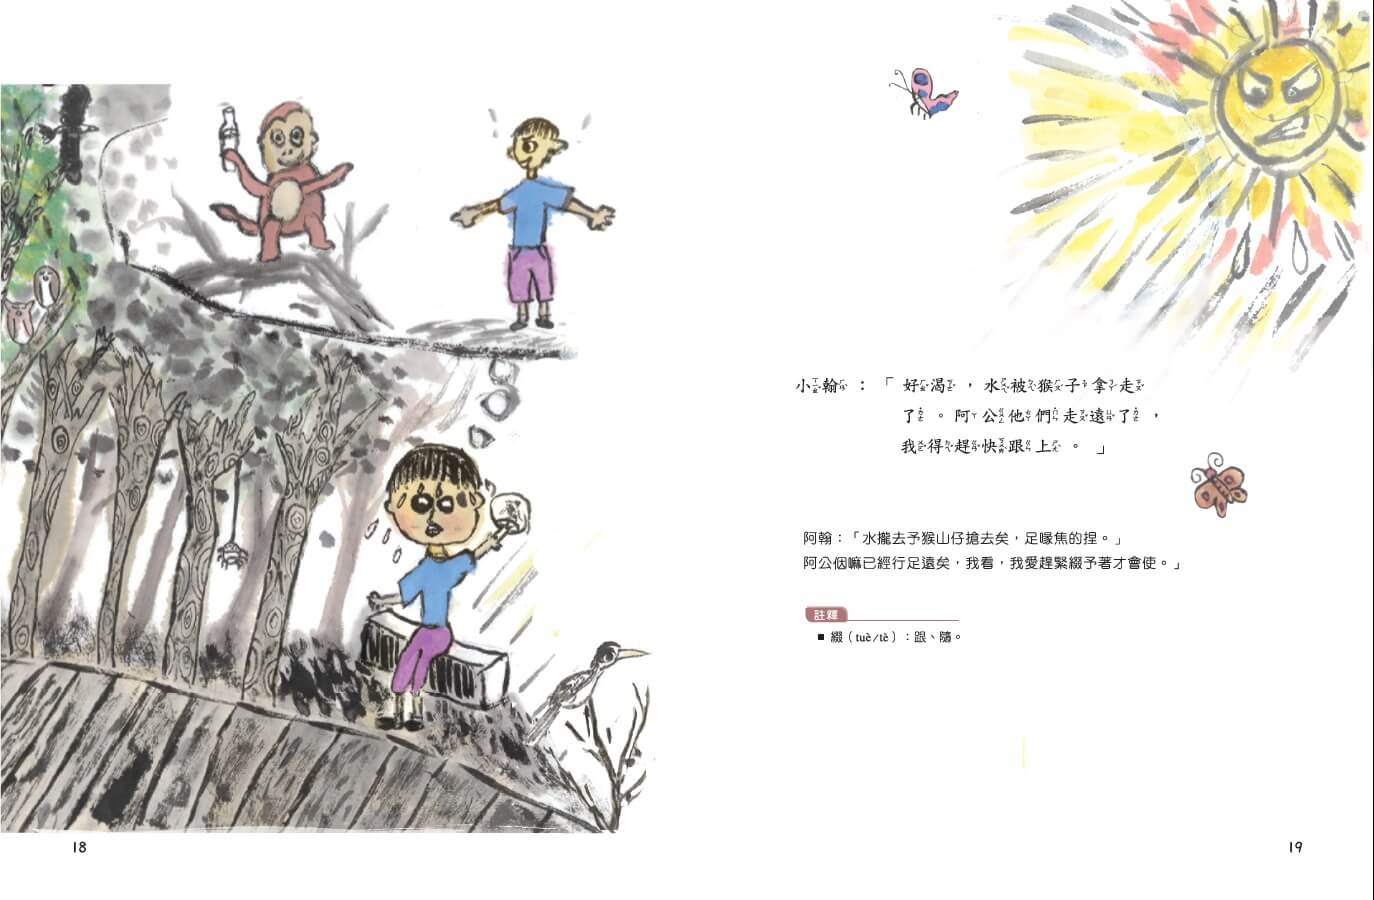 小翰：「好渴，水被猴子拿走
了。阿公他們走遠了，
我得趕快跟上。」
阿翰：「水攏去予猴山仔搶去矣，足喙焦的捏。」
阿公因嘛已經行足遠矣，我看，我愛趕緊綴予著才會使。」
註釋
■ 綴（tuè/tè）：跟、隨。
18
19